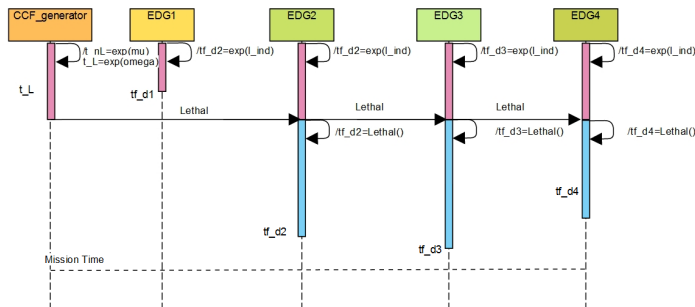 CCF_generator
EDG1
EDG2
EDG3
EDG4
/t_nL=exp(mu)
t_L=exp(omega)
/tf_d2=exp(l_ind)
/tf_d2=exp(l_ind)
/tf_d3=exp(l_ind)
/tf_d4=exp(l_ind)
t_L
tf_d1
Lethal
Lethal
Lethal
/tf_d2=Lethal()
/tf_d3=Lethal()
/tf_d4=Lethal()
tf_d4
tf_d2
tf_d3
Mission Time